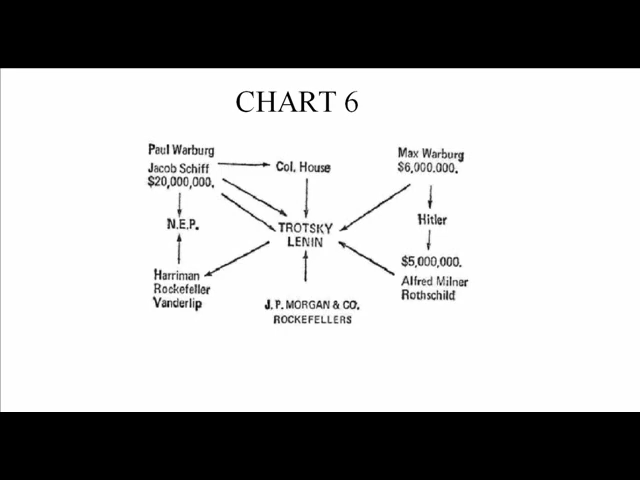 CHART 6
Paul Warburg
Jacob Schiff
$20,000,000.
Col. House
Max Warburg
$6,000.000.
N.E.P.
TROTSKY
LENIN
Hitler
$5,000,000.
Harriman
Rockefeller
Vanderlip
J. P. MORGAN & CO.
ROCKEFELLERS
Alfred Milner
Rothschild